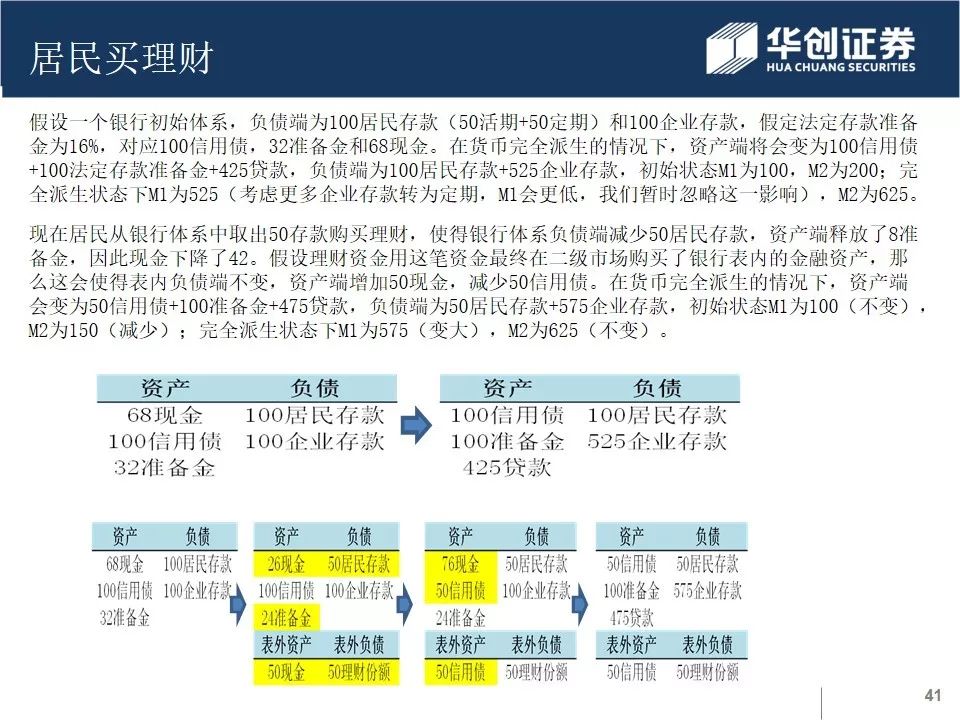 居民买理财
华创证券
HUA CHUANG SECURITIES
假设一个银行初始体系，负债端为100居民存款（50活期+50定期）和100企业存款，假定法定存款准备
金为16%，对应100信用债，32准备金和68现金。在货币完全派生的情况下，资产端将会变为100信用债
+100法定存款准备金+425贷款，负债端为100居民存款+525企业存款，初始状态M1为100，M2为200；完
全派生状态下M1为525（考虑更多企业存款转为定期，M1会更低，我们暂时忽略这一影响），M2为625。
现在居民从银行体系中取出50存款购买理财，使得银行体系负债端减少50居民存款，资产端释放了8准
备金，因此现金下降了42。假设理财资金用这笔资金最终在二级市场购买了银行表内的金融资产，那
么这会使得表内负债端不变，资产端增加50现金，减少50信用债。在货币完全派生的情况下，资产端
会变为50信用债+100准备金+475贷款，负债端为50居民存款+575企业存款，初始状态M1为100（不变），
M2为150（减少）；完全派生状态下M1为575（变大），M2为625（不变）。
资产 负债 资产 负债
68现金 100居民存款 100信用债 100居民存款
100信用债 100企业存款 100准备金 525企业存款
32准备金 425贷款
资产 负债 资产 负债 资产 负债 资产 负债
68现金 100居民存款 26现金 50居民存款 76现金 50居民存款 50信用债 50居民存款
100信用债 100企业存款 100信用债 100企业存款 50信用债 100企业存款 100准备金 575企业存款
32准备金 24准备金 24准备金 475贷款
表外资产 表外负债 表外资产 表外负债 表外资产 表外负债
50现金 50理财份额 50信用债 50理财份额 50信用债 50理财份额
41